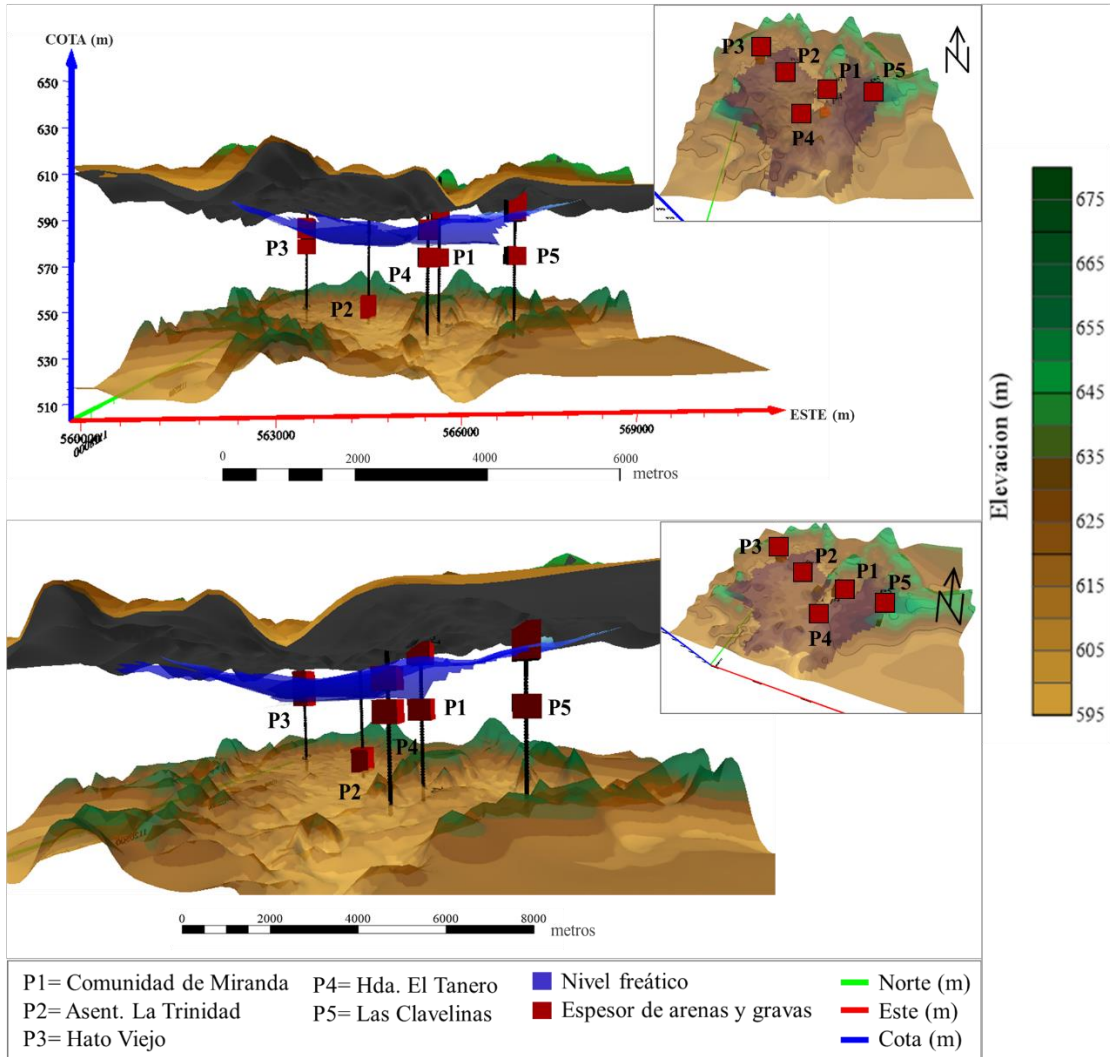 COTA (m)
650
630
610
590
570
550
530
510
P3
P2
P4
P1
P5
560000
563000
566000
569000
ESTE (m)
0
2000
4000
6000
metros
P3
P2
P1
P5
P4
Elevacion (m)
675
665
655
645
635
625
615
605
595
P3
P2
P4
P1
P5
0
2000
4000
6000
8000
metros
P3
P2
P1
P5
P4
P1= Comunidad de Miranda
P2= Asent. La Trinidad
P3= Hato Viejo
P4= Hda. El Tanero
P5= Las Clavelinas
Nivel freático
Espesor de arenas y gravas
Norte (m)
Este (m)
Cota (m)